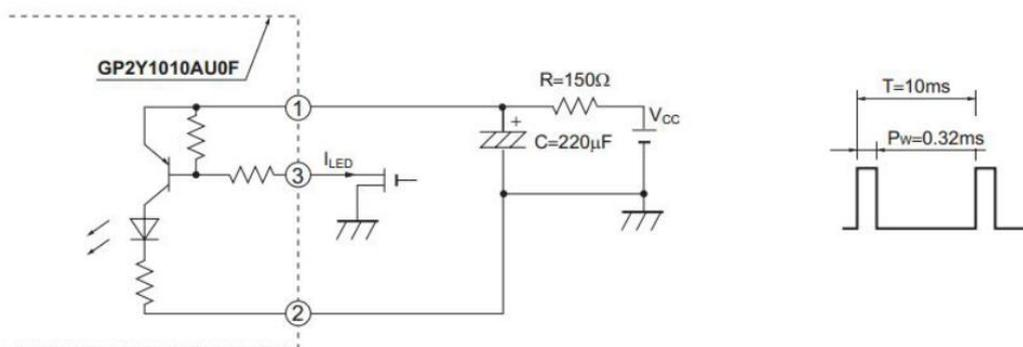 GP2Y1010AU0F
R=150Ω
VCC
+
C=220μF
1
3
ILED
2
T=10ms
PW=0.32ms